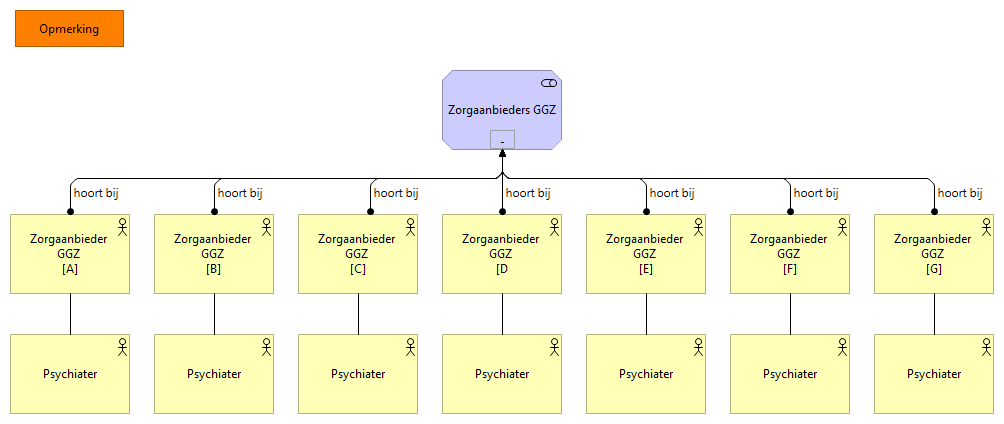 Opmerking
Zorgaanbieders GGZ
-
hoort bij hoort bij hoort bij hoort bij hoort bij hoort bij hoort bij
Zorgaanbieder Zorgaanbieder Zorgaanbieder Zorgaanbieder Zorgaanbieder Zorgaanbieder Zorgaanbieder
GGZ GGZ GGZ GGZ GGZ GGZ GGZ
[A] [B] [C] [D [E] [F] [G]
Psychiater Psychiater Psychiater Psychiater Psychiater Psychiater Psychiater